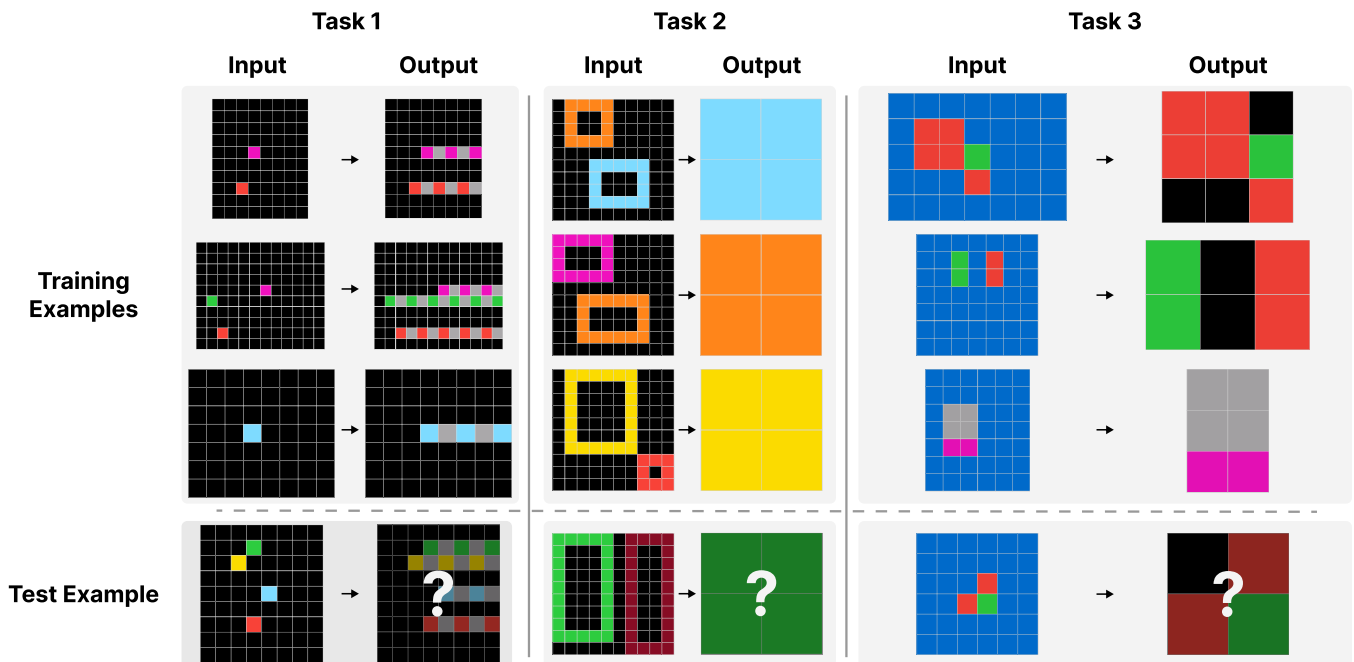 Task 1
Task 2
Task 3
Input
Output
Input
Output
Input
Output
Training
Examples
Test Example
?
?
?